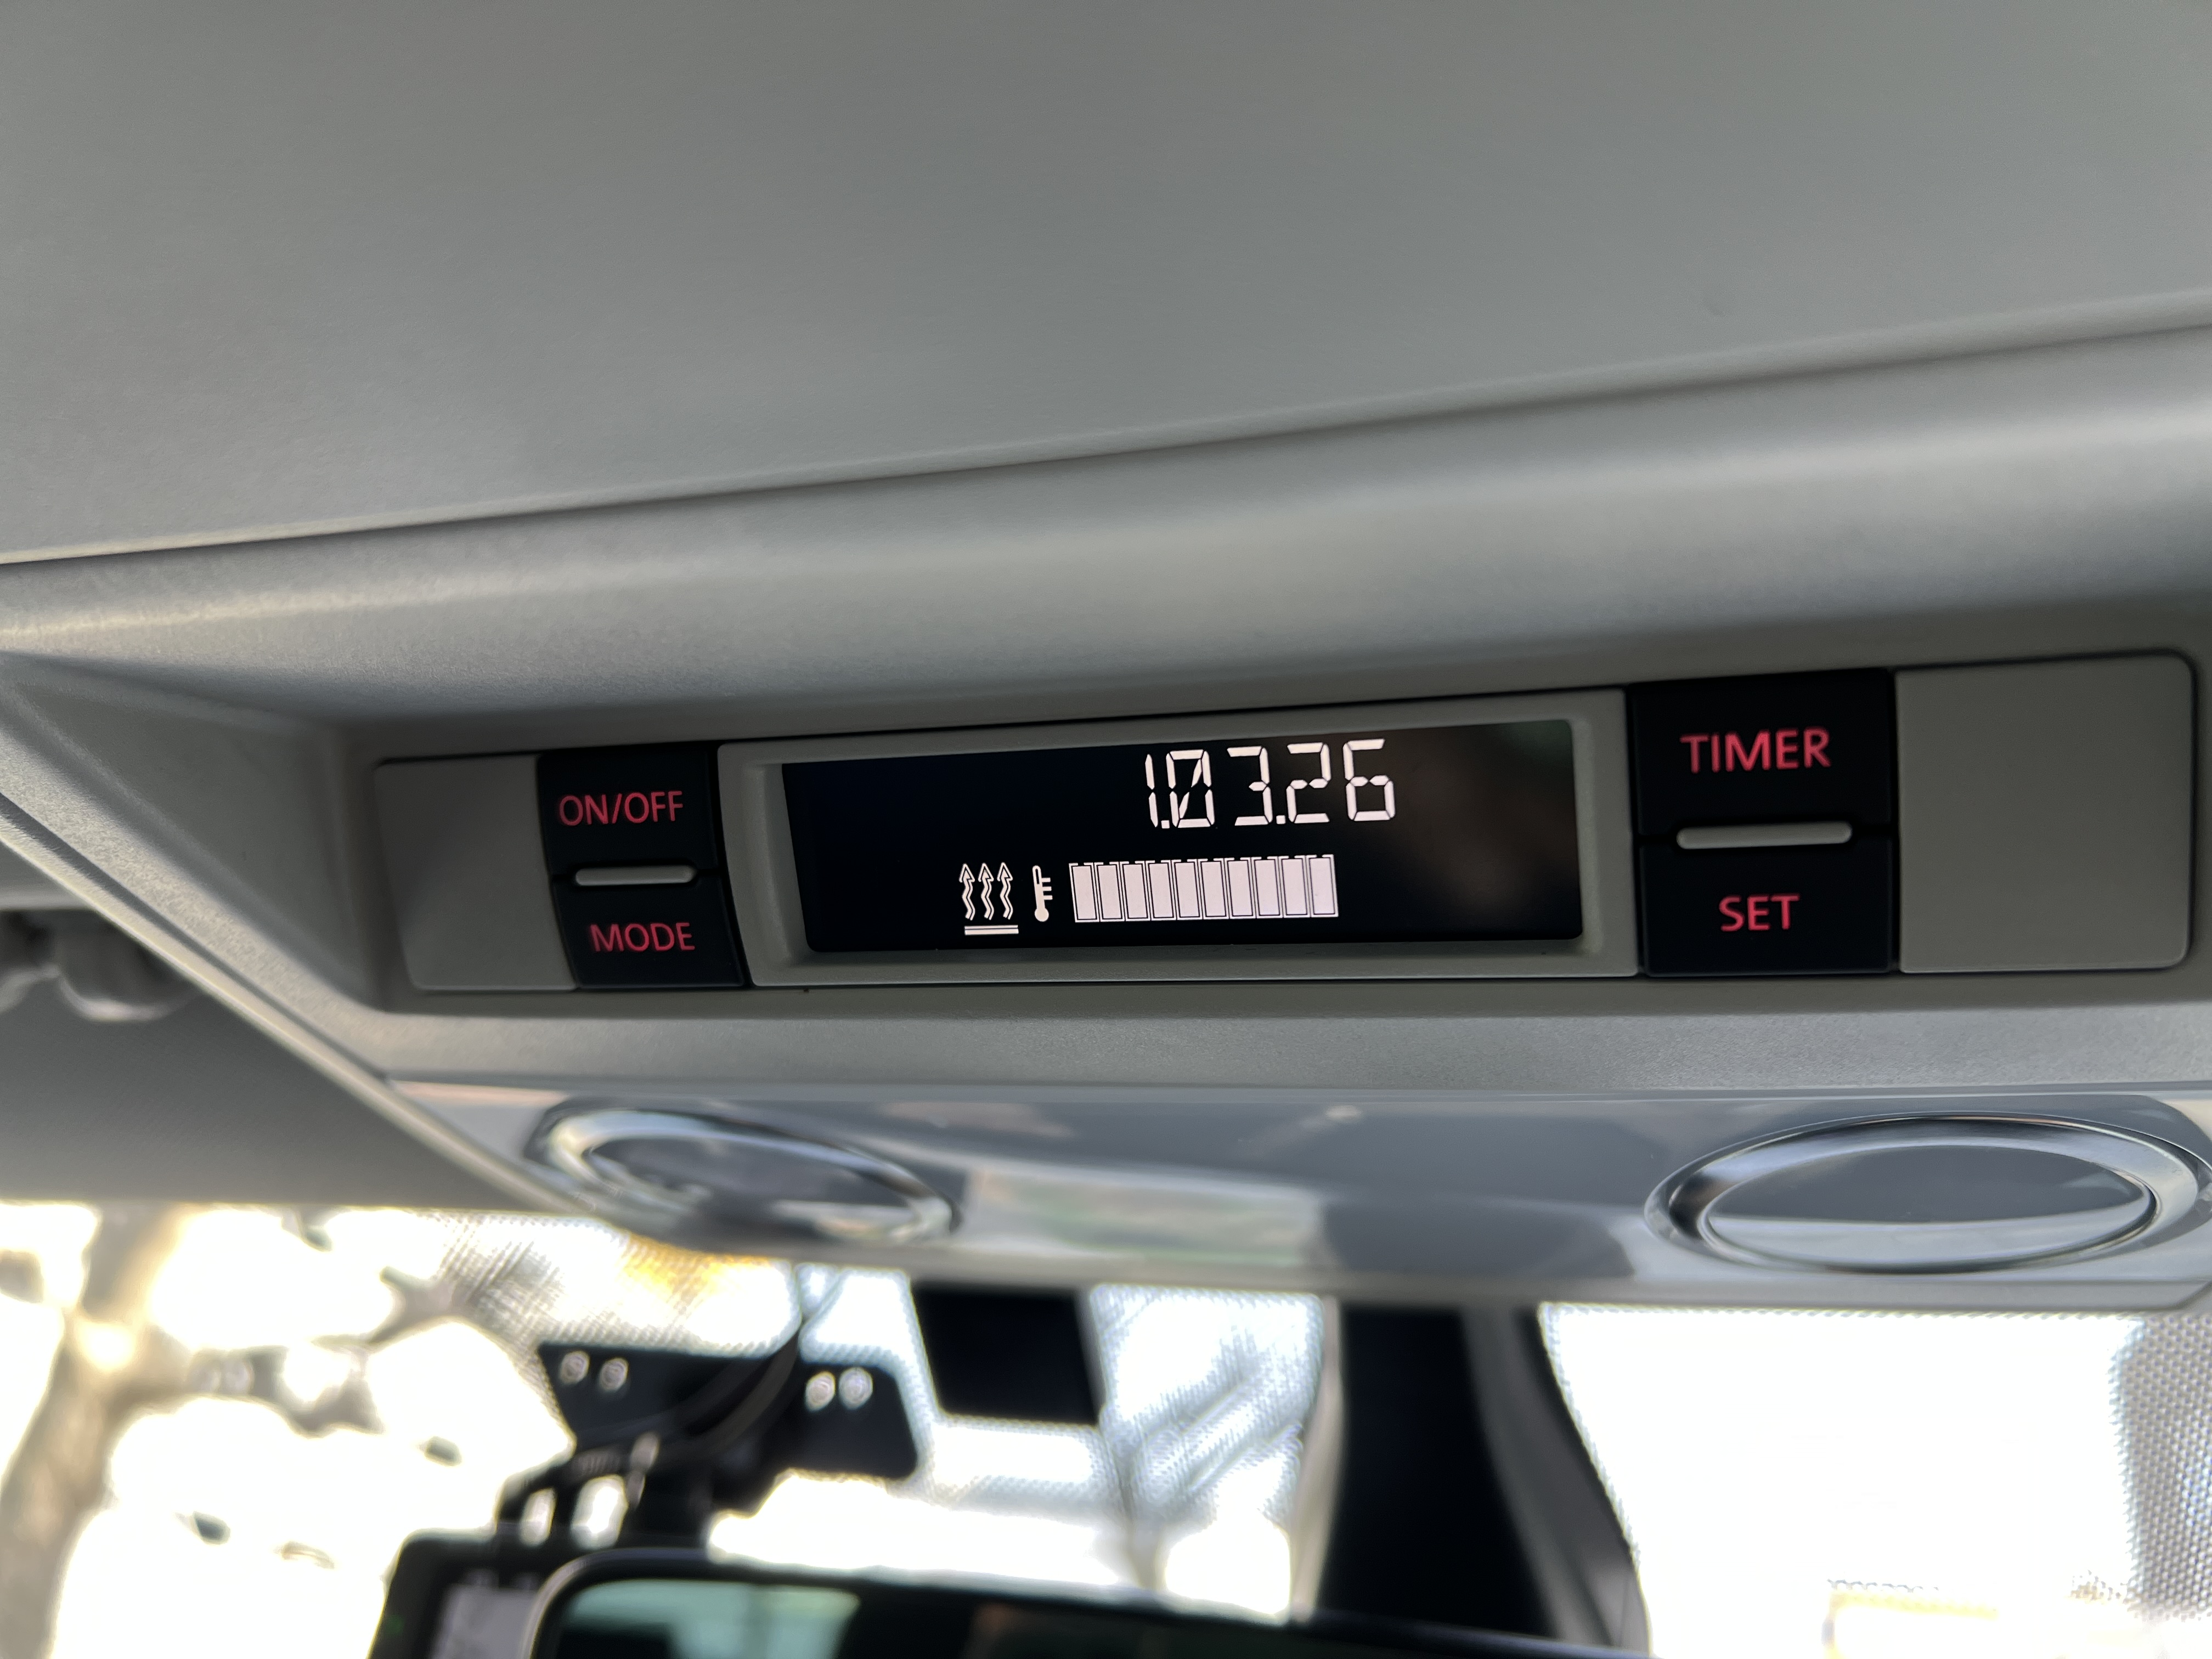 ON/OFF
MODE
1.03.26
TIMER
SET